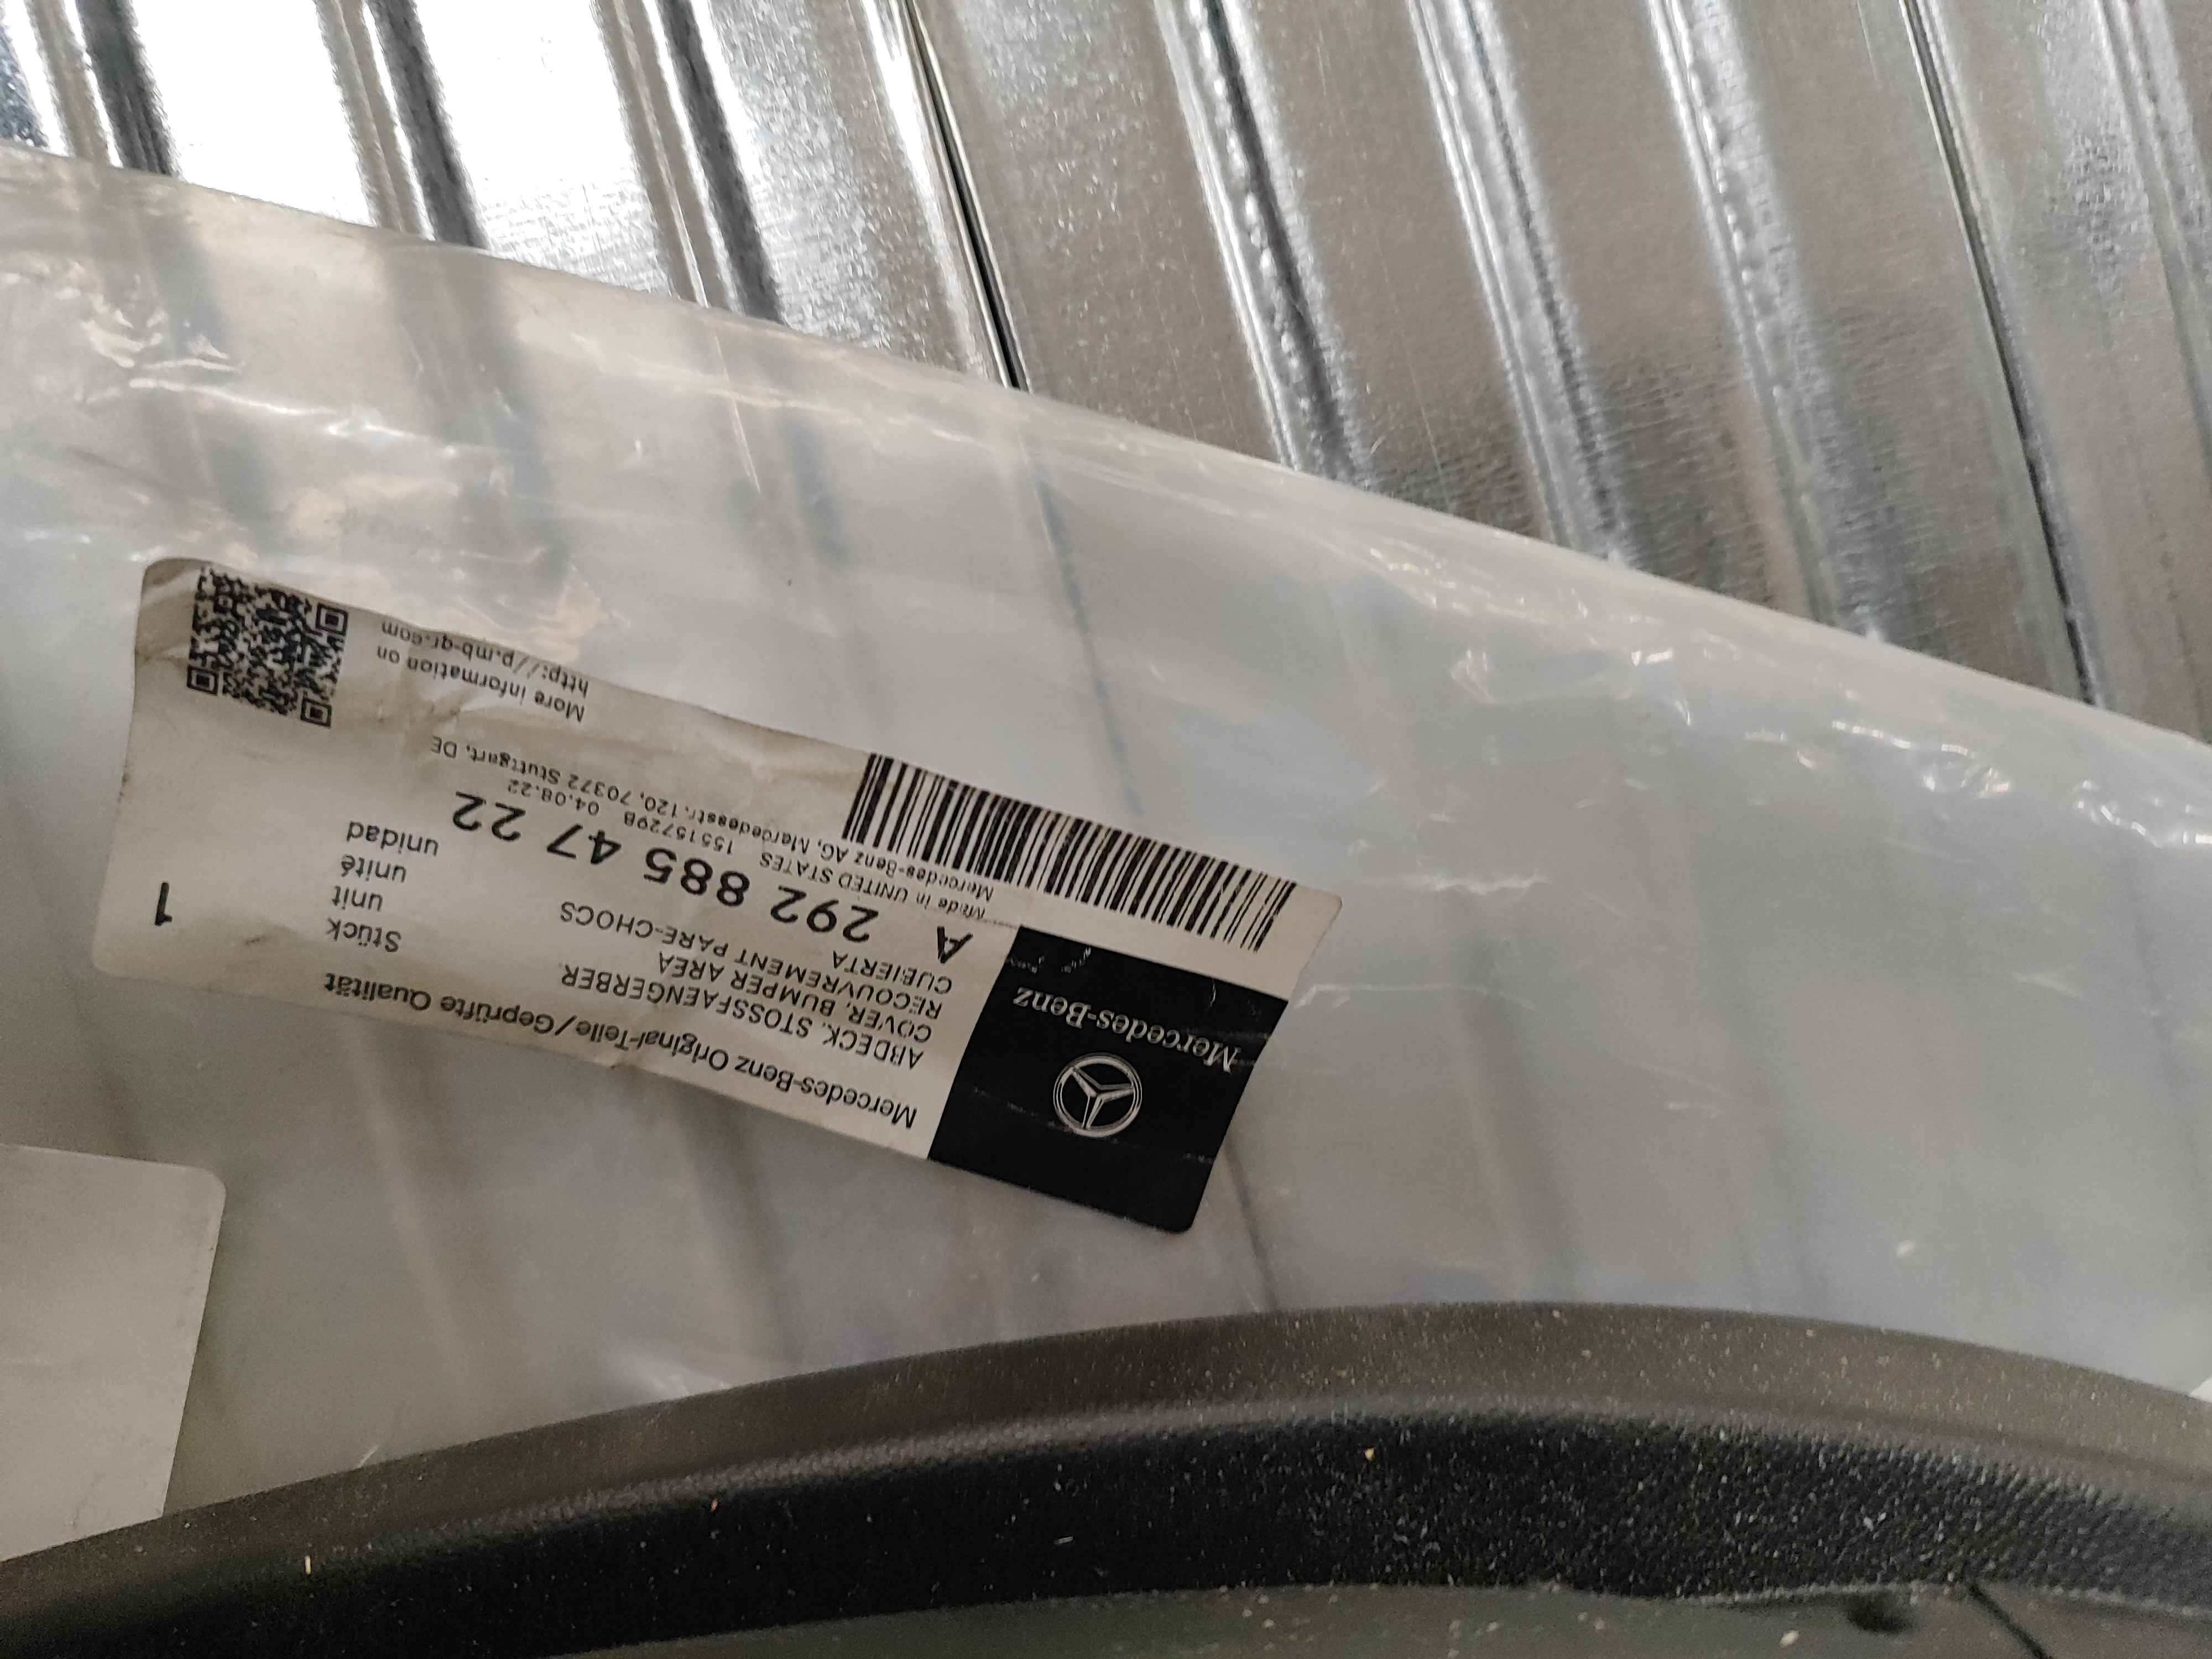 Mercedes-Benz
Mercedes-Benz Original-Teile/Geprüfte Qualität
ABDECK. STOSSFAENGERBER.
COVER, BUMPER AREA
RECOUVREMENT PARE-CHOCS
CUBIERTA
Stück
unit
unité
unidad
1
A 292 885 47 22
Made in UNITED STATES 15515729B 04.08.22
Mercedes-Benz AG, Mercedesstr.120, 70372 Stuttgart, DE
More information on
http://p.mb-qr.com